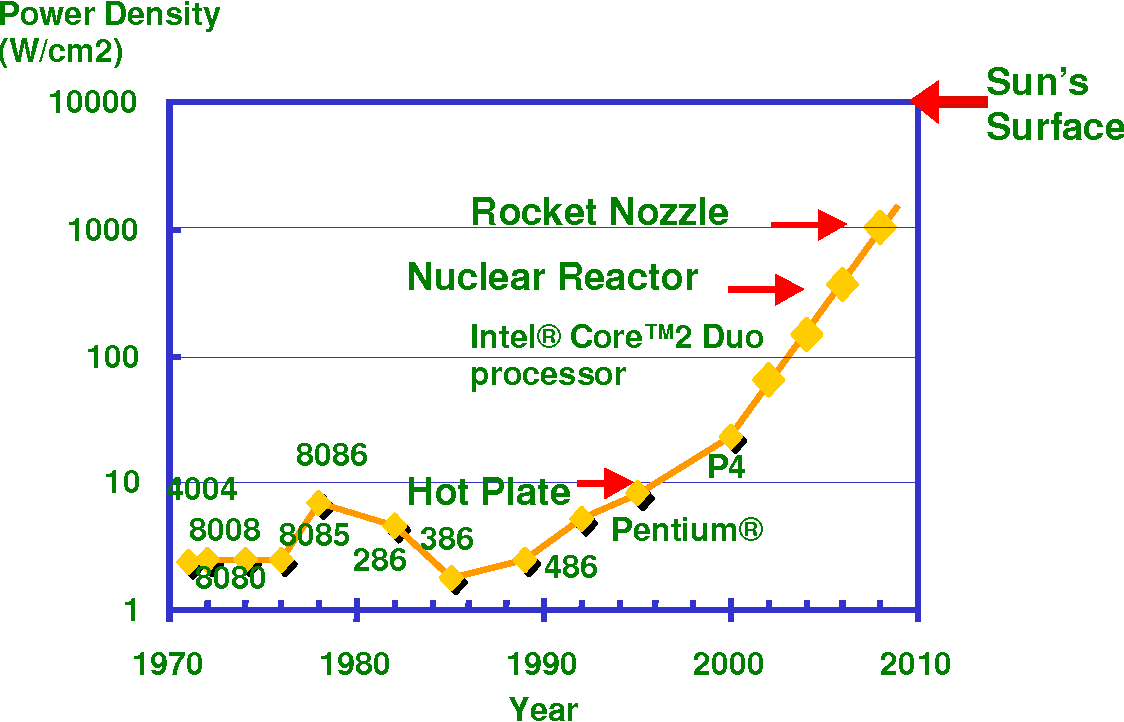 Power Density
(W/cm2)
10000
Sun's
Surface
Rocket Nozzle
1000
Nuclear Reactor
Intel® Core™2 Duo
processor
100
8086
P4
10
4004
Hot Plate
8008
8085
386
Pentium®
286
486
8080
1
1970
1980
1990
2000
2010
Year